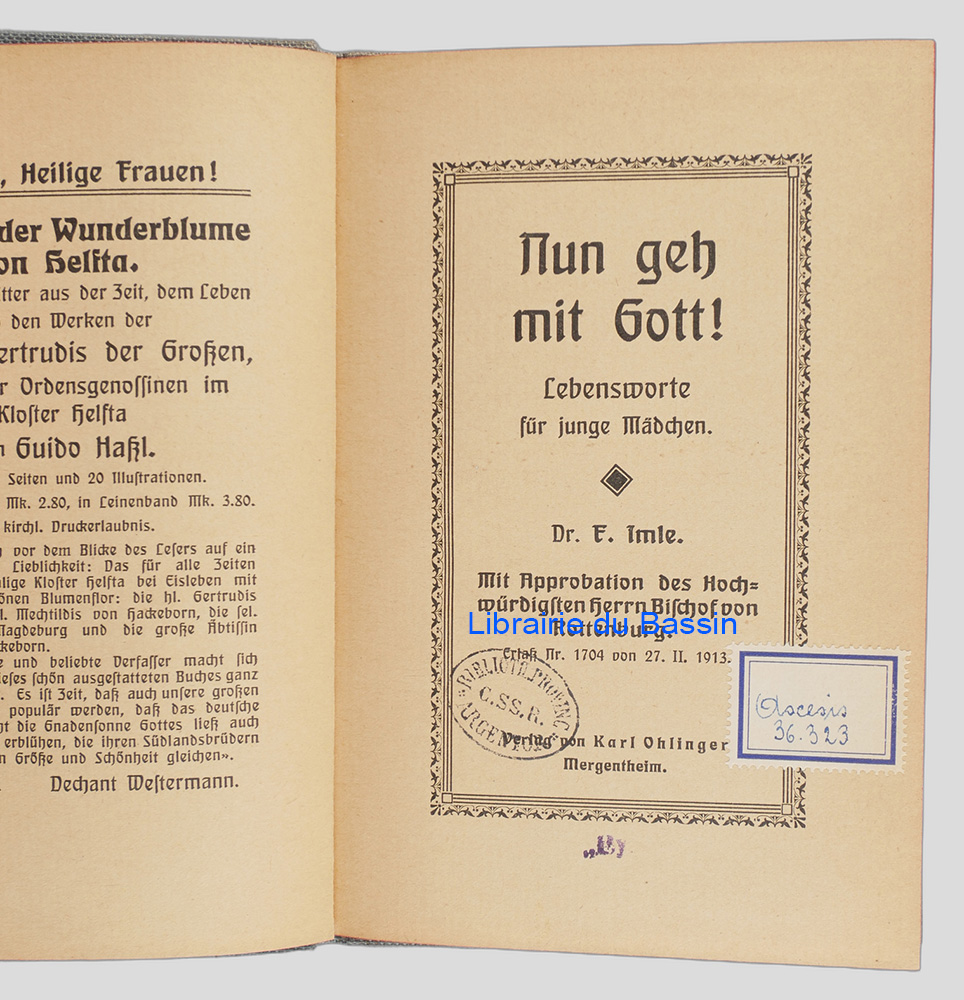 , Heilige Frauen!
der Wunderblume
on Helfta.
tter aus der Zeit, dem Leben
den Werken der
ertrudis der Großen,
r Ordensgenoſſinen im
Kloſter Helfta
n Guido Haßl.
Seiten und 20 Illuſtrationen.
Mk. 2.80, in Leinenband Mk. 3.80.
kirchl. Druckerlaubnis.
vor dem Blicke des Leſers auf ein
Lieblichkeit: Das für alle Zeiten
lige Kloſter Helfta bei Eisleben mit
önen Blumenflor: die hl. Gertrudis
l. Mechtildis von Hackeborn, die ſel.
Magdeburg und die große Äbtiſſin
ckeborn.
e und beliebte Verfaſſer macht ſich
ieſes ſchön ausgeſtatteten Buches ganz
. Es iſt Zeit, daß auch unſere großen
populär werden, daß das deutſche
t die Gnadenſonne Gottes ließ auch
erblühen, die ihren Südlandsbrüdern
n Größe und Schönheit gleichen».
Dechant Weſtermann.
Nun geh
mit Gott!
Lebensworte
für junge Mädchen.
Dr. F. Imle.
Mit Approbation des Hoch=
würdigſten Herrn Biſchof von
Rottenburg.
Librairie du Bassin
Erlaß Nr. 1704 von 27. II. 1913.
BIBLIOTH. PROVINC.
C. SS. R.
ARGENTOR.
Ascesis
36.323
Verlag von Karl Ohlinger
Mergentheim.